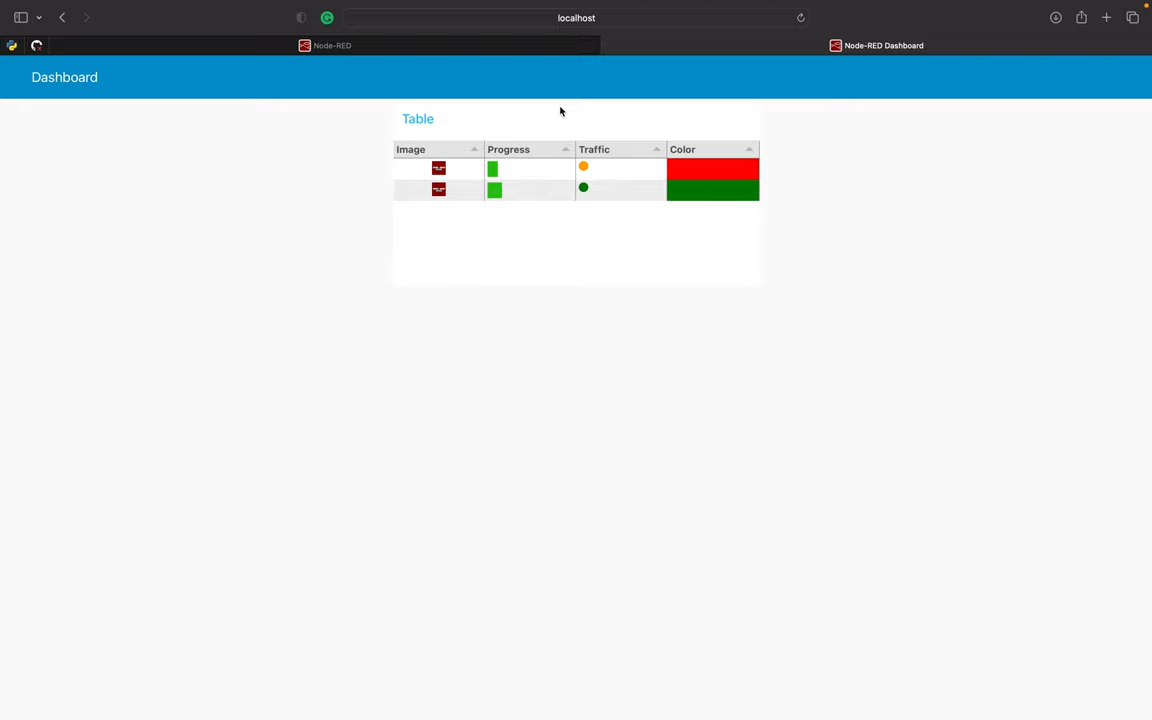 localhost
Node-RED
Node-RED Dashboard
Dashboard
Table
Image Progress Traffic Color